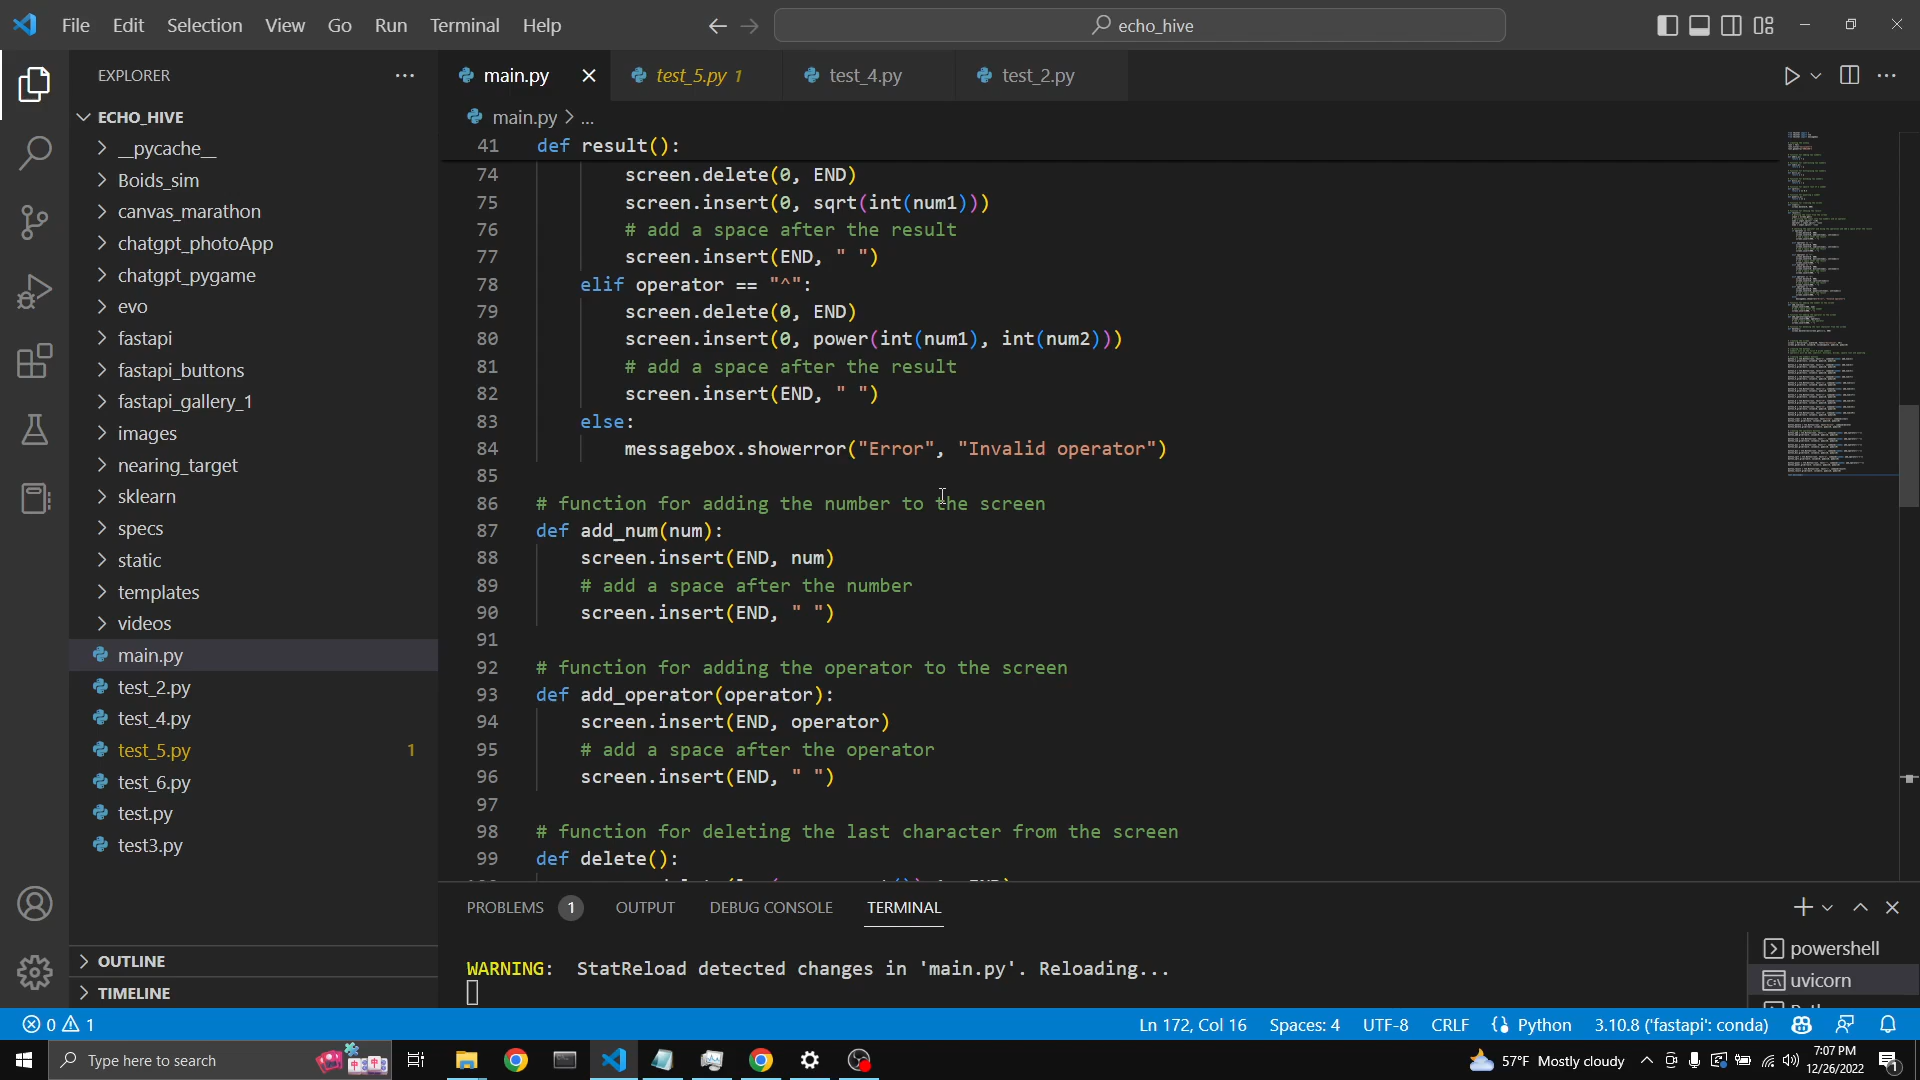 File Edit Selection View Go Run Terminal Help
echo_hive
EXPLORER
main.py
test_5.py 1
test_4.py
test_2.py
ECHO_HIVE
__pycache__
Boids_sim
canvas_marathon
chatgpt_photoApp
chatgpt_pygame
evo
fastapi
fastapi_buttons
fastapi_gallery_1
images
nearing_target
sklearn
specs
static
templates
videos
main.py
test_2.py
test_4.py
test_5.py 1
test_6.py
test.py
test3.py
OUTLINE
TIMELINE
main.py > ...
41 def result():
74 screen.delete(0, END)
75 screen.insert(0, sqrt(int(num1)))
76 # add a space after the result
77 screen.insert(END, " ")
78 elif operator == "^":
79 screen.delete(0, END)
80 screen.insert(0, power(int(num1), int(num2)))
81 # add a space after the result
82 screen.insert(END, " ")
83 else:
84 messagebox.showerror("Error", "Invalid operator")
85
86 # function for adding the number to the screen
87 def add_num(num):
88 screen.insert(END, num)
89 # add a space after the number
90 screen.insert(END, " ")
91
92 # function for adding the operator to the screen
93 def add_operator(operator):
94 screen.insert(END, operator)
95 # add a space after the operator
96 screen.insert(END, " ")
97
98 # function for deleting the last character from the screen
99 def delete():
PROBLEMS 1 OUTPUT DEBUG CONSOLE TERMINAL
WARNING: StatReload detected changes in 'main.py'. Reloading...
powershell
uvicorn
0 1
Ln 172, Col 16 Spaces: 4 UTF-8 CRLF Python 3.10.8 ('fastapi': conda)
Type here to search
57°F Mostly cloudy
7:07 PM
12/26/2022
1